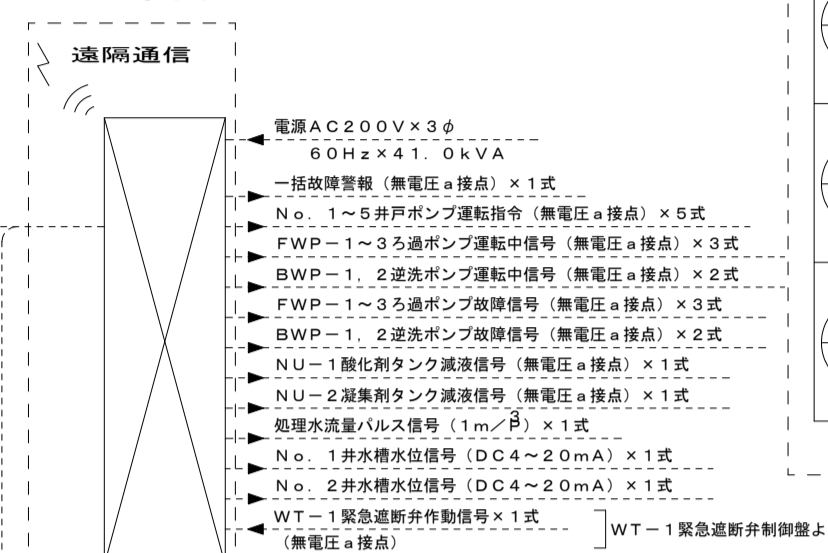 遠隔通信
電源AC200V×3φ
60Hz×41.0kVA
一括故障警報(無電圧a接点)×1式
No.1~5井戸ポンプ運転指令(無電圧a接点)×5式
FWP-1~3ろ過ポンプ運転中信号(無電圧a接点)×3式
BWP-1,2逆洗ポンプ運転中信号(無電圧a接点)×2式
FWP-1~3ろ過ポンプ故障信号(無電圧a接点)×3式
BWP-1,2逆洗ポンプ故障信号(無電圧a接点)×2式
NU-1酸化剤タンク減液信号(無電圧a接点)×1式
NU-2凝集剤タンク減液信号(無電圧a接点)×1式
処理水流量パルス信号(1m³/P)×1式
No.1井水槽水位信号(DC4~20mA)×1式
No.2井水槽水位信号(DC4~20mA)×1式
WT-1緊急遮断弁作動信号×1式
(無電圧a接点)
WT-1緊急遮断弁制御盤よ